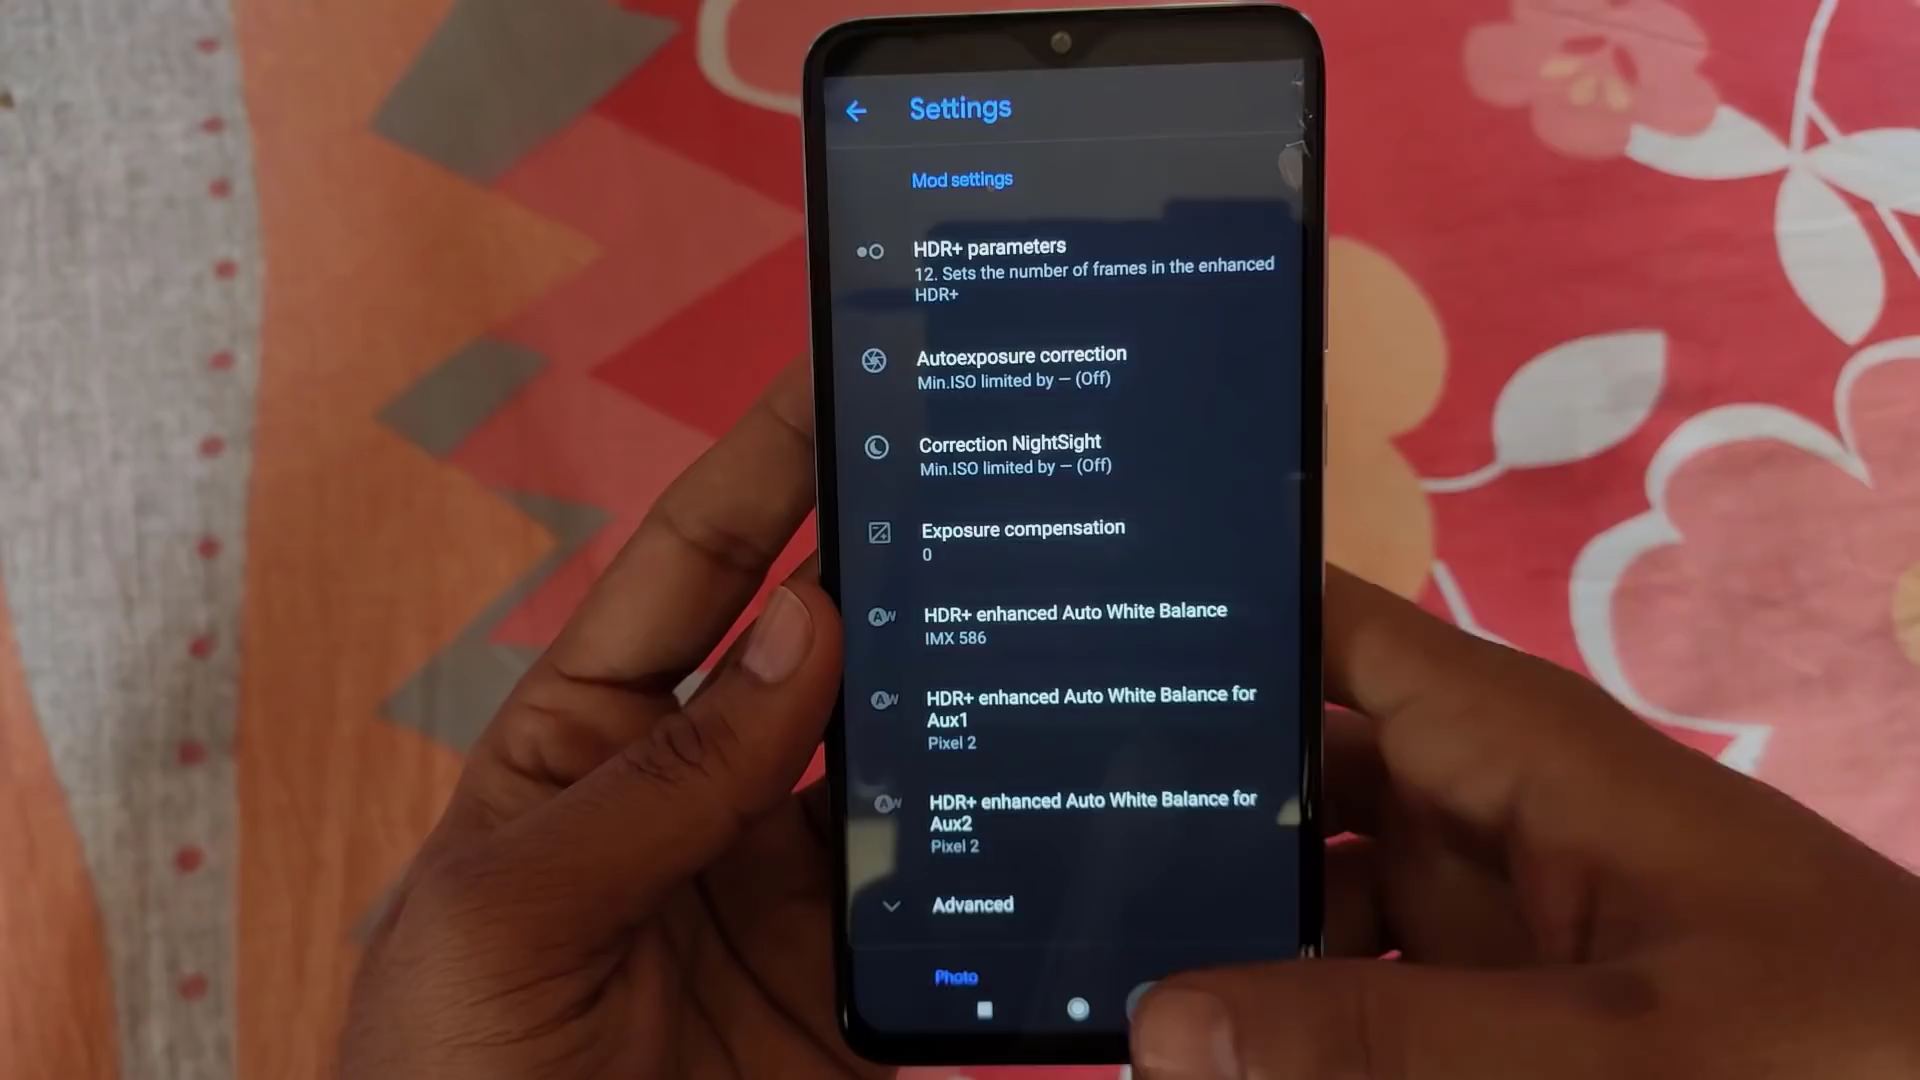 Settings
Mod settings
HDR+ parameters
12. Sets the number of frames in the enhanced
HDR+
Autoexposure correction
Min.ISO limited by — (Off)
Correction NightSight
Min.ISO limited by — (Off)
Exposure compensation
0
HDR+ enhanced Auto White Balance
IMX 586
HDR+ enhanced Auto White Balance for
Aux1
Pixel 2
HDR+ enhanced Auto White Balance for
Aux2
Pixel 2
Advanced
Photo